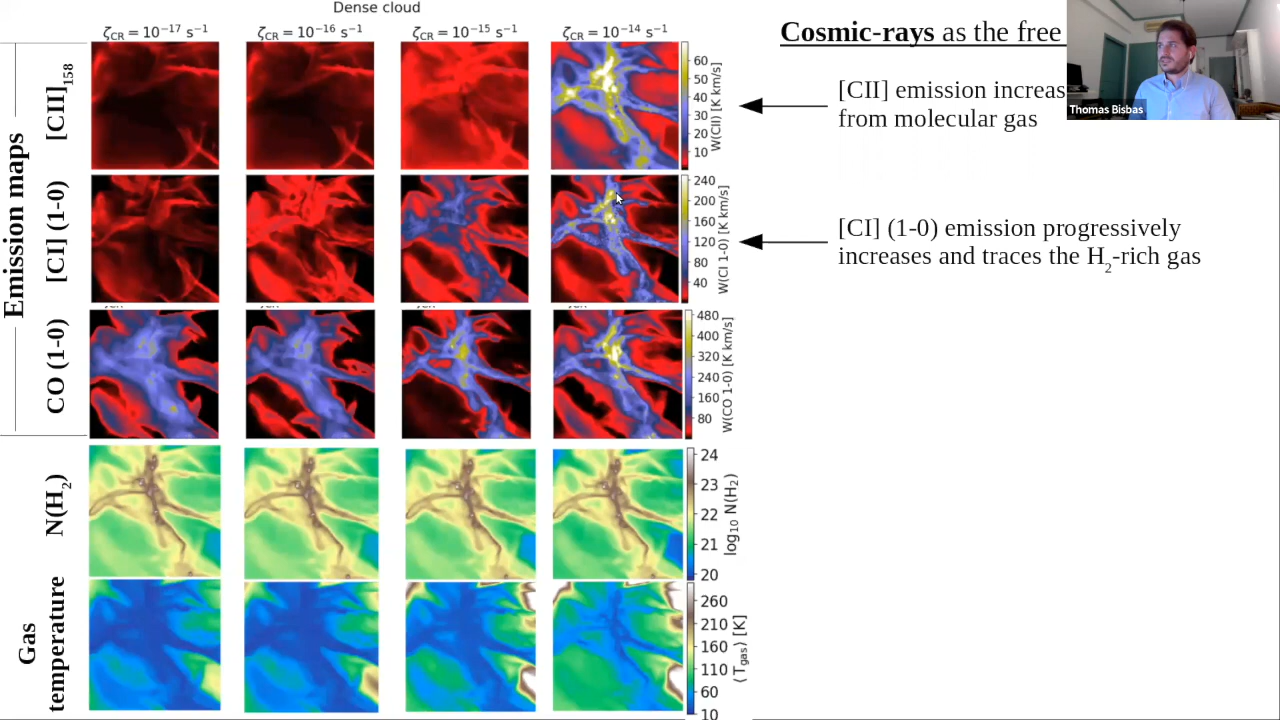 Dense cloud
ζCR = 10⁻¹⁷ s⁻¹
ζCR = 10⁻¹⁶ s⁻¹
ζCR = 10⁻¹⁵ s⁻¹
ζCR = 10⁻¹⁴ s⁻¹
Cosmic-rays as the free
Thomas Bisbas
Emission maps
[CII]158
60
50
40
30
20
10
W(CII) [K km/s]
[CII] emission increas
from molecular gas
[CI] (1-0)
240
200
160
120
80
40
W(CI 1-0) [K km/s]
[CI] (1-0) emission progressively
increases and traces the H₂-rich gas
CO (1-0)
480
400
320
240
160
80
W(CO 1-0) [K km/s]
N(H₂)
24
23
22
21
20
log₁₀ N(H₂)
Gas
temperature
260
210
160
110
60
10
⟨Tgas⟩ [K]